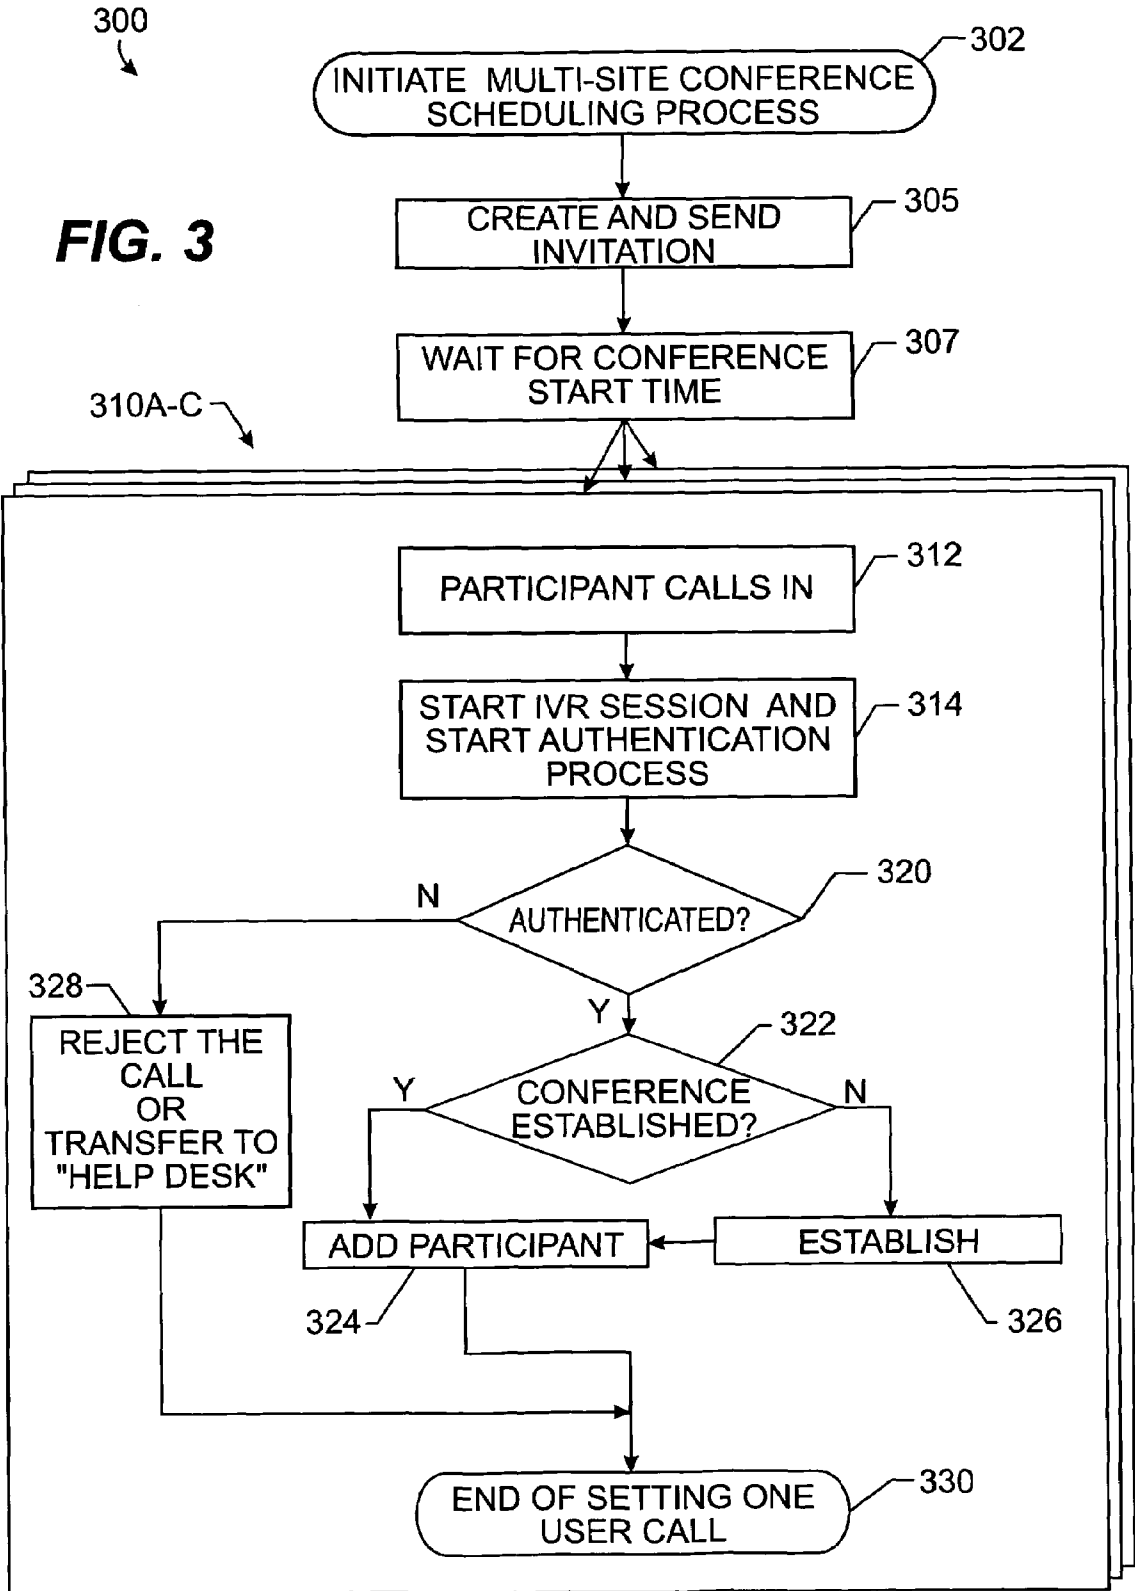 300
302
INITIATE MULTI-SITE CONFERENCE
SCHEDULING PROCESS
305
CREATE AND SEND
INVITATION
FIG. 3
307
WAIT FOR CONFERENCE
START TIME
310A-C
312
PARTICIPANT CALLS IN
314
START IVR SESSION AND
START AUTHENTICATION
PROCESS
320
N
AUTHENTICATED?
328
Y
322
REJECT THE
CALL
OR
TRANSFER TO
"HELP DESK"
Y
CONFERENCE
ESTABLISHED?
N
ADD PARTICIPANT
ESTABLISH
324
326
330
END OF SETTING ONE
USER CALL